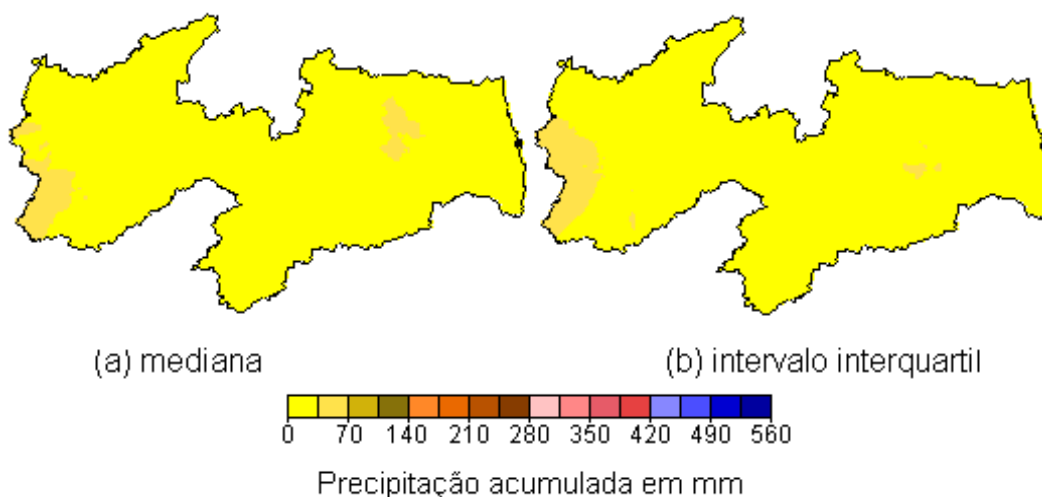 (a) mediana
(b) intervalo interquartil
0 70 140 210 280 350 420 490 560
Precipitação acumulada em mm